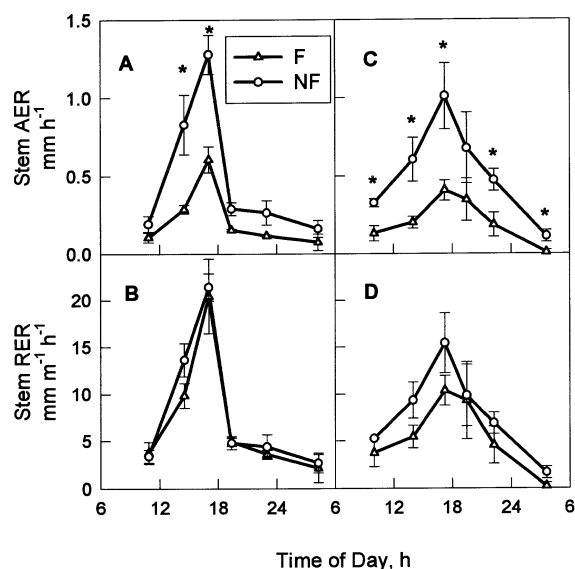 1.5
1.0
0.5
0.0
Stem AER
mm h⁻¹
A
*
*
F
NF
C
*
*
*
*
*
20
15
10
5
0
Stem RER
mm m⁻¹ h⁻¹
B
D
6 12 18 24 6 12 18 24 6
Time of Day, h